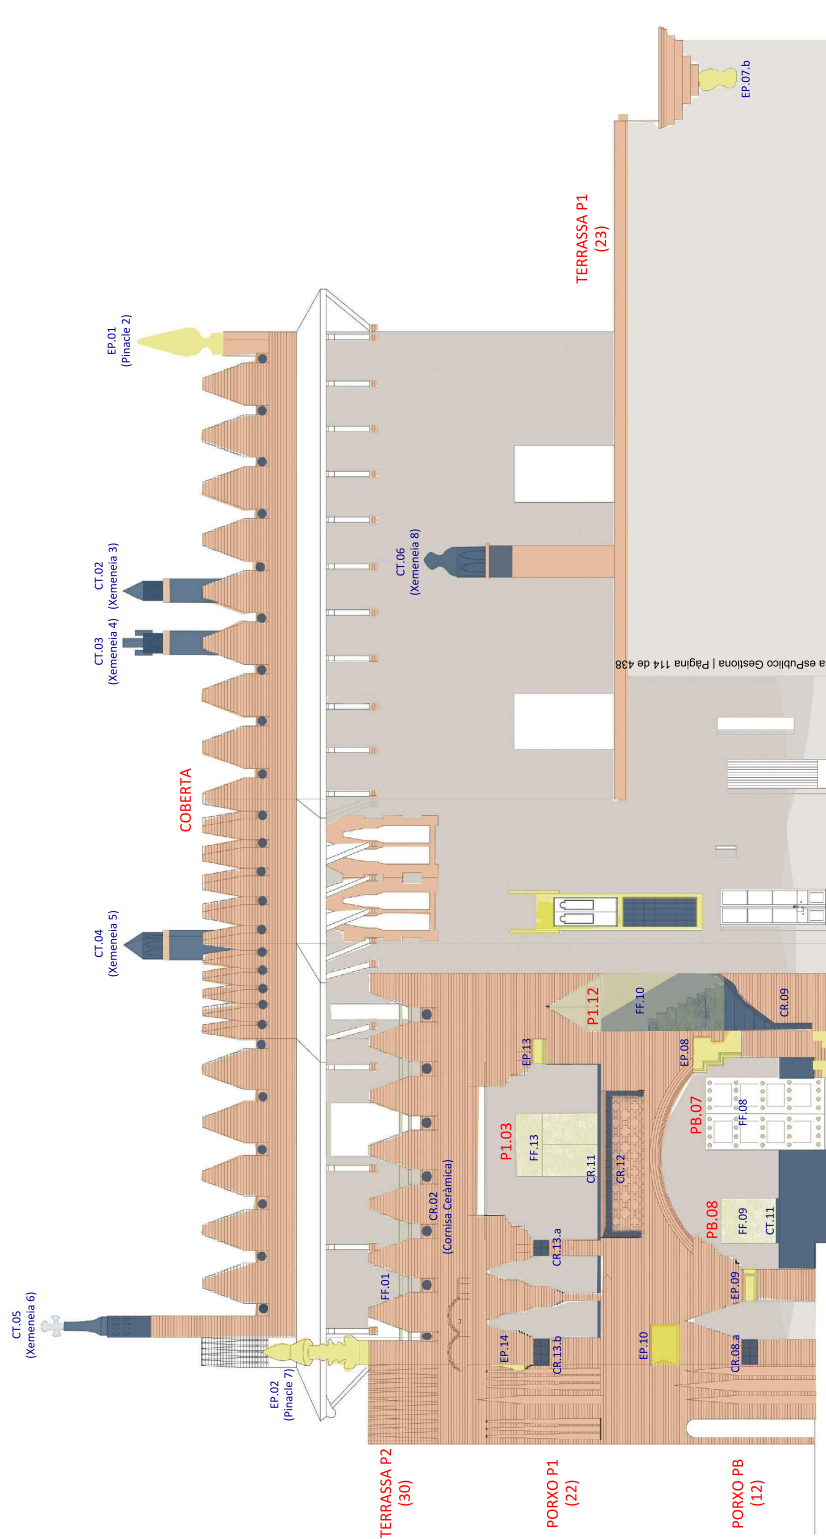 CT.05
(Xemeneia 6)
CT.04
(Xemeneia 5)
COBERTA
CT.03
(Xemeneia 4)
CT.02
(Xemeneia 3)
EP.01
(Pinacle 2)
EP.02
(Pinacle 7)
TERRASSA P2
(30)
FF.01
CR.02
(Cornisa Ceràmica)
CT.06
(Xemeneia 8)
TERRASSA P1
(23)
EP.07.b
PORXO P1
(22)
EP.14
CR.13.b
CR.13.a
P1.03
FF.13
EP.13
CR.11
CR.12
P1.12
FF.10
CR.09
PORXO PB
(12)
EP.10
CR.08.a
EP.09
PB.08
FF.09
CT.11
PB.07
FF.08
EP.08
a esPublico Gestiona | Pàgina 114 de 438